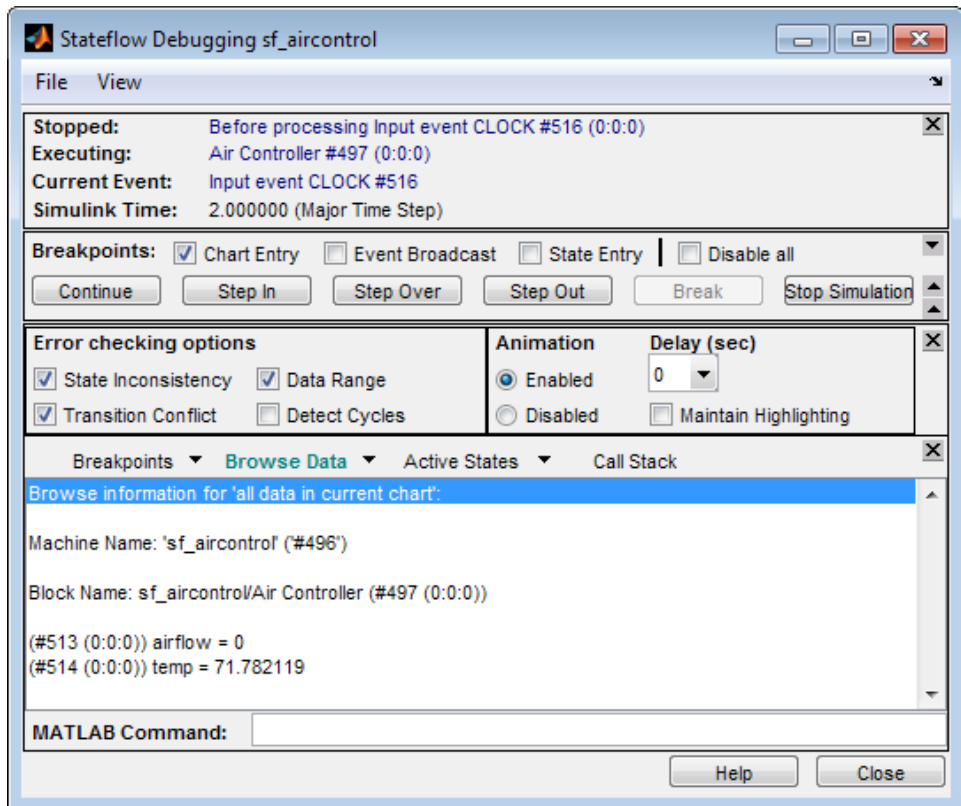 Stateflow Debugging sf_aircontrol
File View
Stopped: Before processing Input event CLOCK #516 (0:0:0)
Executing: Air Controller #497 (0:0:0)
Current Event: Input event CLOCK #516
Simulink Time: 2.000000 (Major Time Step)
Breakpoints: Chart Entry Event Broadcast State Entry Disable all
Continue Step In Step Over Step Out Break Stop Simulation
Error checking options Animation Delay (sec)
State Inconsistency Data Range Enabled 0
Transition Conflict Detect Cycles Disabled Maintain Highlighting
Breakpoints Browse Data Active States Call Stack
Browse information for 'all data in current chart':
Machine Name: 'sf_aircontrol' ('#496')
Block Name: sf_aircontrol/Air Controller (#497 (0:0:0))
(#513 (0:0:0)) airflow = 0
(#514 (0:0:0)) temp = 71.782119
MATLAB Command:
Help Close